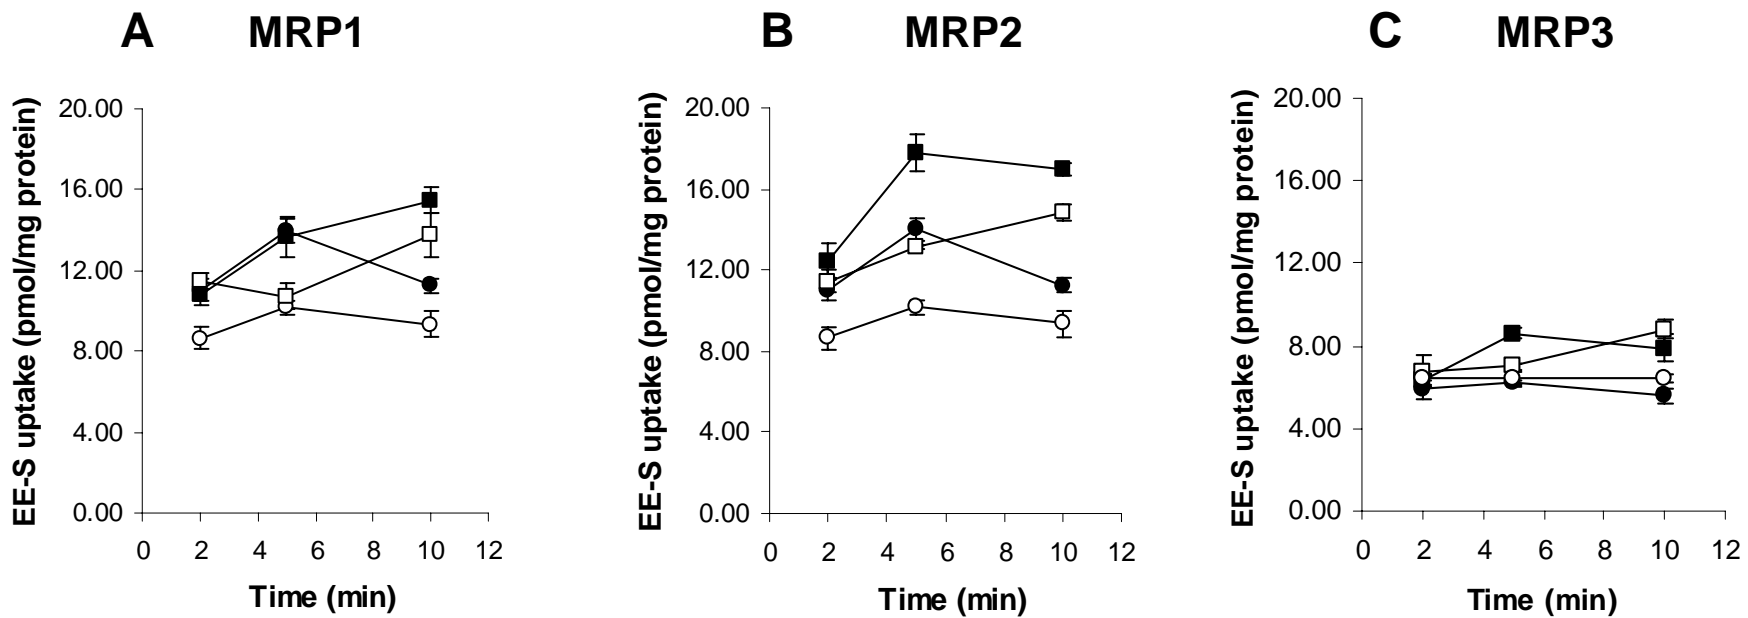 A MRP1
EE-S uptake (pmol/mg protein)
20.00
16.00
12.00
8.00
4.00
0.00
0 2 4 6 8 10 12
Time (min)
B MRP2
EE-S uptake (pmol/mg protein)
20.00
16.00
12.00
8.00
4.00
0.00
0 2 4 6 8 10 12
Time (min)
C MRP3
EE-S uptake (pmol/mg protein)
20.00
16.00
12.00
8.00
4.00
0.00
0 2 4 6 8 10 12
Time (min)